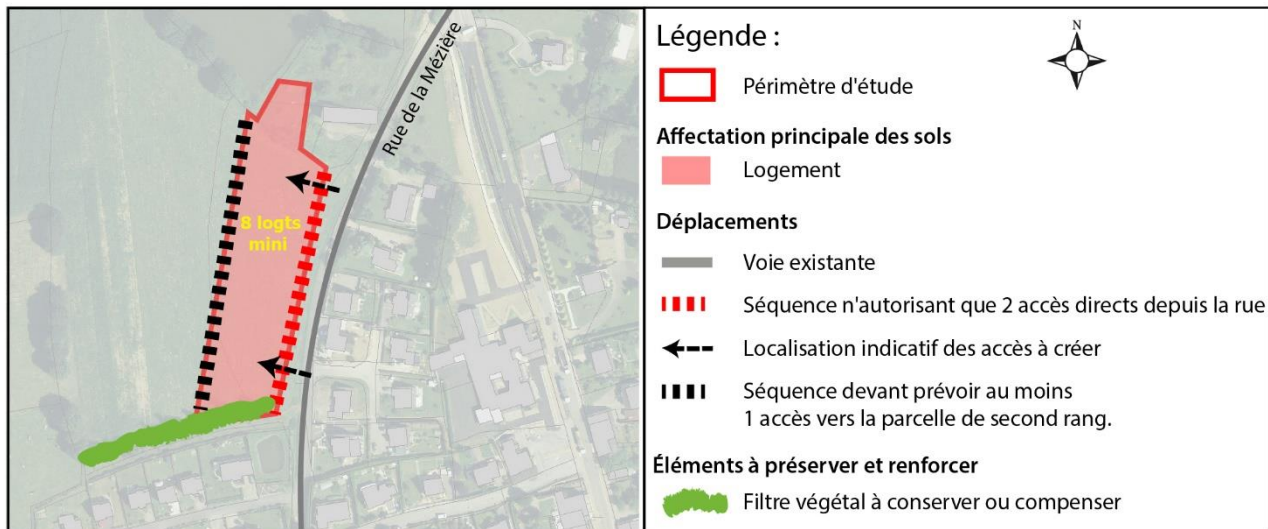 Rue de la Mézière
8 logts
mini
Légende :
N
Périmètre d'étude
Affectation principale des sols
Logement
Déplacements
Voie existante
Séquence n'autorisant que 2 accès directs depuis la rue
Localisation indicatif des accès à créer
Séquence devant prévoir au moins
1 accès vers la parcelle de second rang.
Éléments à préserver et renforcer
Filtre végétal à conserver ou compenser